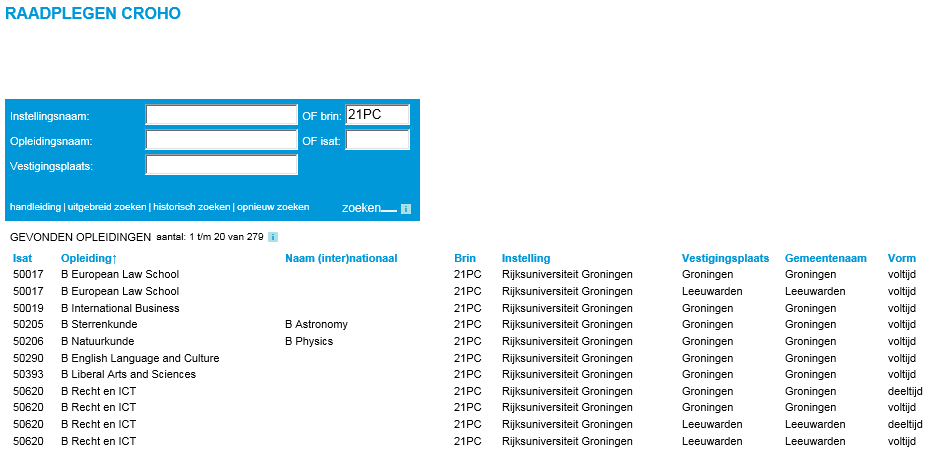 RAADPLEGEN CROHO
Instellingsnaam: OF brin: 21PC
Opleidingsnaam: OF isat:
Vestigingsplaats:
handleiding | uitgebreid zoeken | historisch zoeken | opnieuw zoeken zoeken i
GEVONDEN OPLEIDINGEN aantal: 1 t/m 20 van 279 i
Isat Opleiding↑ Naam (inter)nationaal Brin Instelling Vestigingsplaats Gemeentenaam Vorm
50017 B European Law School 21PC Rijksuniversiteit Groningen Groningen Groningen voltijd
50017 B European Law School 21PC Rijksuniversiteit Groningen Leeuwarden Leeuwarden voltijd
50019 B International Business 21PC Rijksuniversiteit Groningen Groningen Groningen voltijd
50205 B Sterrenkunde B Astronomy 21PC Rijksuniversiteit Groningen Groningen Groningen voltijd
50206 B Natuurkunde B Physics 21PC Rijksuniversiteit Groningen Groningen Groningen voltijd
50290 B English Language and Culture 21PC Rijksuniversiteit Groningen Groningen Groningen voltijd
50393 B Liberal Arts and Sciences 21PC Rijksuniversiteit Groningen Groningen Groningen voltijd
50620 B Recht en ICT 21PC Rijksuniversiteit Groningen Groningen Groningen deeltijd
50620 B Recht en ICT 21PC Rijksuniversiteit Groningen Groningen Groningen voltijd
50620 B Recht en ICT 21PC Rijksuniversiteit Groningen Leeuwarden Leeuwarden deeltijd
50620 B Recht en ICT 21PC Rijksuniversiteit Groningen Leeuwarden Leeuwarden voltijd